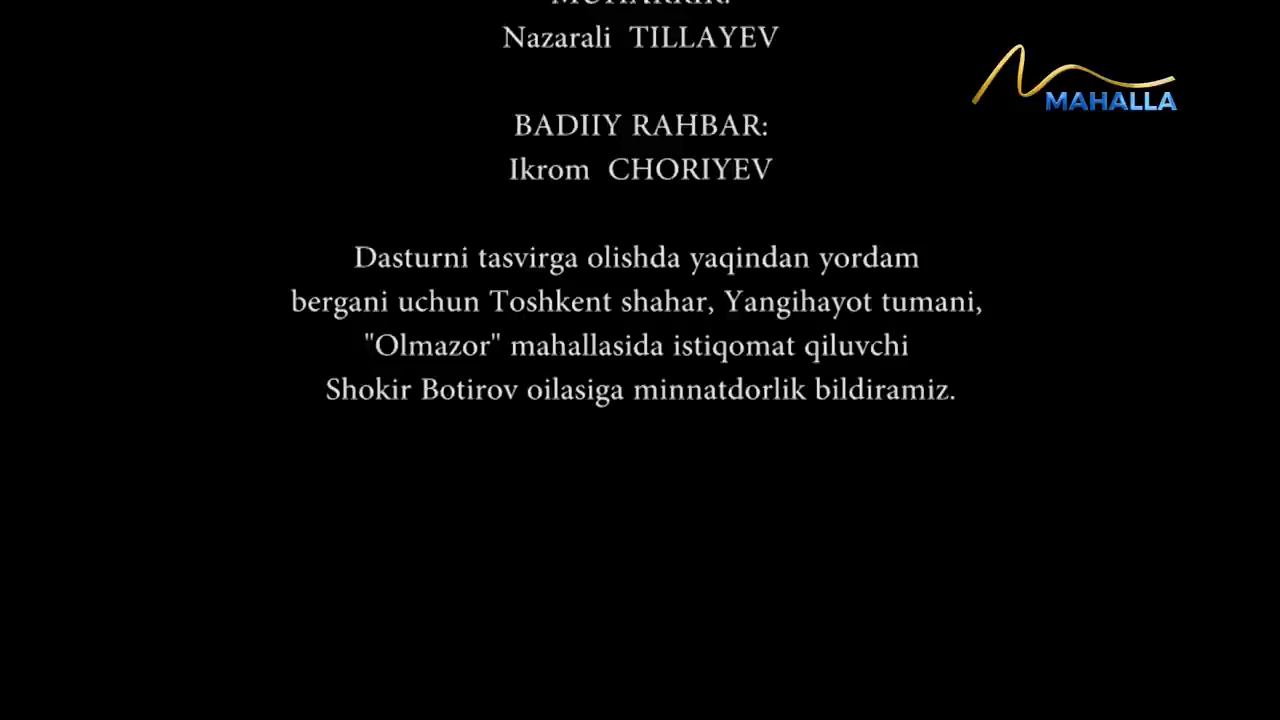 MUHARRIR:
Nazarali TILLAYEV
MAHALLA
BADIIY RAHBAR:
Ikrom CHORIYEV
Dasturni tasvirga olishda yaqindan yordam
bergani uchun Toshkent shahar, Yangihayot tumani,
"Olmazor" mahallasida istiqomat qiluvchi
Shokir Botirov oilasiga minnatdorlik bildiramiz.